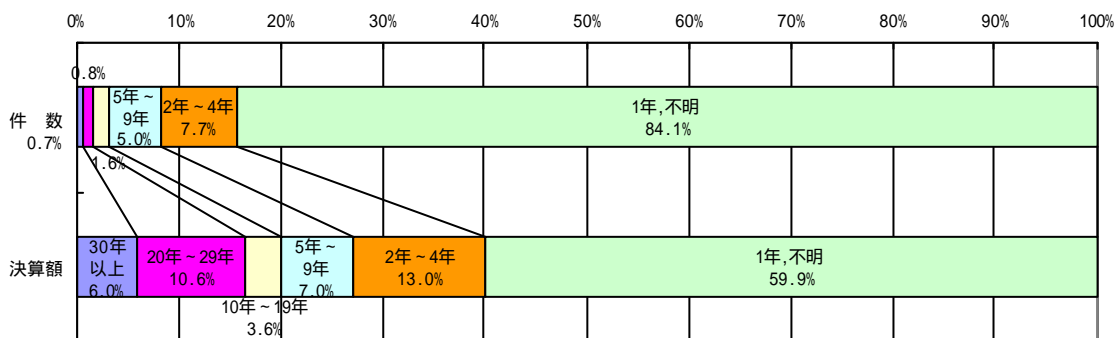 0% 10% 20% 30% 40% 50% 60% 70% 80% 90% 100%
0.8%
件　数
0.7%
1.6%
5年～
9年
5.0%
2年～4年
7.7%
1年,不明
84.1%
決算額
30年
以上
6.0%
20年～29年
10.6%
10年～19年
3.6%
5年～
9年
7.0%
2年～4年
13.0%
1年,不明
59.9%